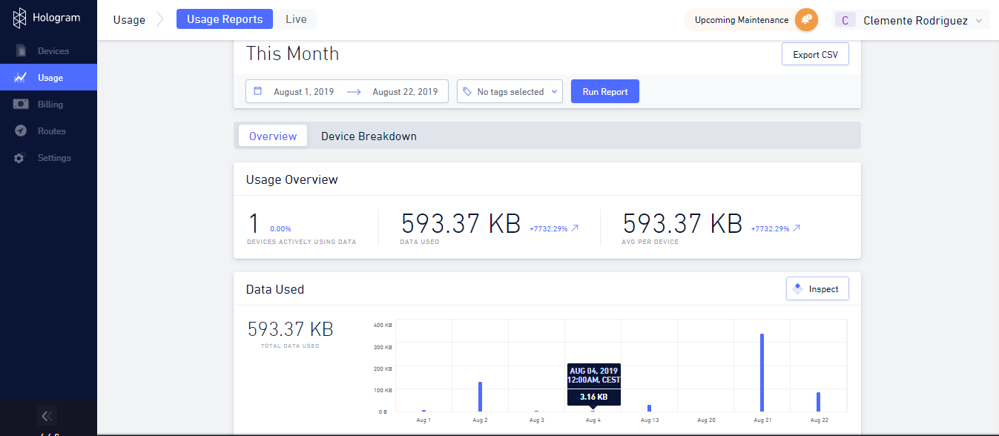 Hologram
Usage
Usage Reports
Live
Upcoming Maintenance
C
Clemente Rodriguez
Devices
Usage
Billing
Routes
Settings
This Month
Export CSV
August 1, 2019
August 22, 2019
No tags selected
Run Report
Overview
Device Breakdown
Usage Overview
1 0.00%
DEVICES ACTIVELY USING DATA
593.37 KB +7732.29%
DATA USED
593.37 KB +7732.29%
AVG PER DEVICE
Data Used
Inspect
593.37 KB
TOTAL DATA USED
400 KB
300 KB
200 KB
100 KB
0 B
AUG 04, 2019
12:00AM, CEST
3.16 KB
Aug 1
Aug 2
Aug 3
Aug 4
Aug 13
Aug 20
Aug 21
Aug 22